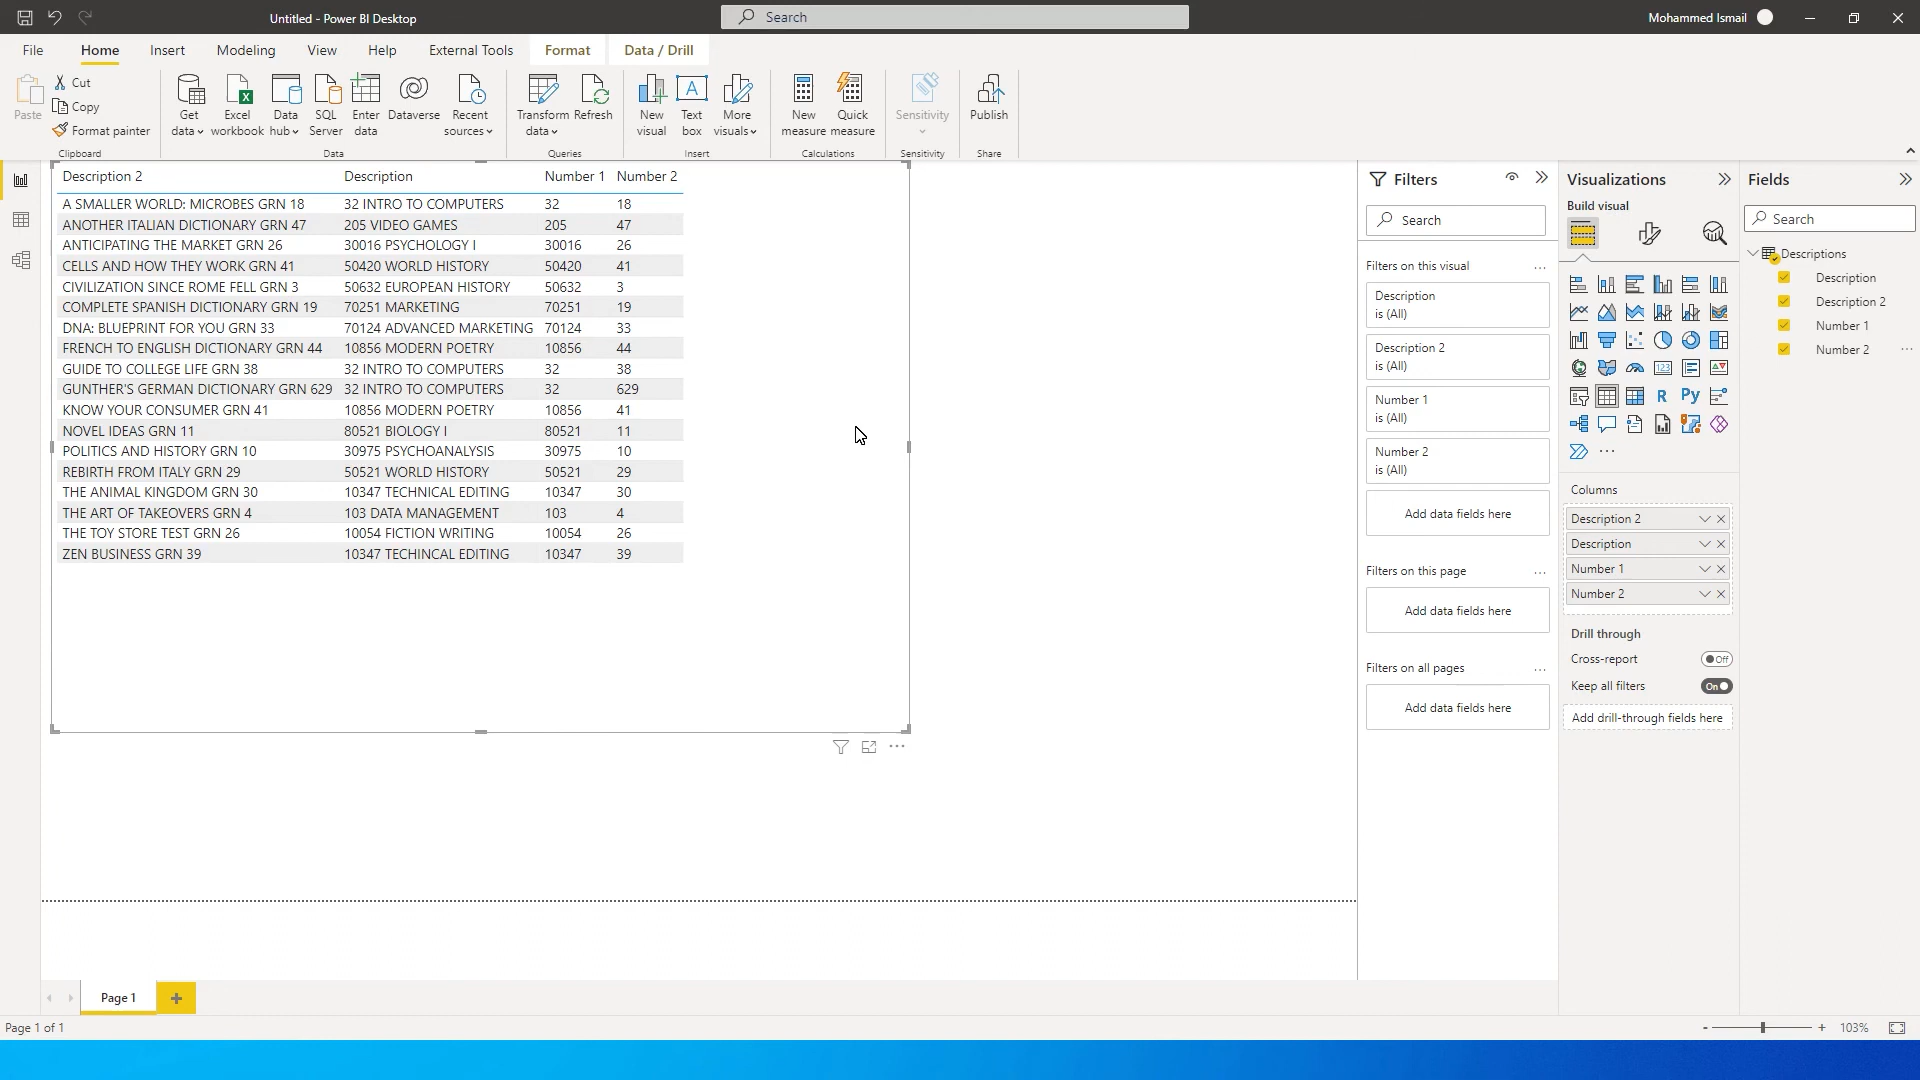 Untitled - Power BI Desktop
Search
Mohammed Ismail
File Home Insert Modeling View Help External Tools Format Data / Drill
Paste
Cut
Copy
Format painter
Clipboard
Get data
Excel workbook
Data hub
SQL Server
Enter data
Dataverse
Recent sources
Data
Transform data
Refresh
Queries
New visual
Text box
More visuals
Insert
New measure
Quick measure
Calculations
Sensitivity
Sensitivity
Publish
Share
Description 2 Description Number 1 Number 2
A SMALLER WORLD: MICROBES GRN 18 32 INTRO TO COMPUTERS 32 18
ANOTHER ITALIAN DICTIONARY GRN 47 205 VIDEO GAMES 205 47
ANTICIPATING THE MARKET GRN 26 30016 PSYCHOLOGY I 30016 26
CELLS AND HOW THEY WORK GRN 41 50420 WORLD HISTORY 50420 41
CIVILIZATION SINCE ROME FELL GRN 3 50632 EUROPEAN HISTORY 50632 3
COMPLETE SPANISH DICTIONARY GRN 19 70251 MARKETING 70251 19
DNA: BLUEPRINT FOR YOU GRN 33 70124 ADVANCED MARKETING 70124 33
FRENCH TO ENGLISH DICTIONARY GRN 44 10856 MODERN POETRY 10856 44
GUIDE TO COLLEGE LIFE GRN 38 32 INTRO TO COMPUTERS 32 38
GUNTHER'S GERMAN DICTIONARY GRN 629 32 INTRO TO COMPUTERS 32 629
KNOW YOUR CONSUMER GRN 41 10856 MODERN POETRY 10856 41
NOVEL IDEAS GRN 11 80521 BIOLOGY I 80521 11
POLITICS AND HISTORY GRN 10 30975 PSYCHOANALYSIS 30975 10
REBIRTH FROM ITALY GRN 29 50521 WORLD HISTORY 50521 29
THE ANIMAL KINGDOM GRN 30 10347 TECHNICAL EDITING 10347 30
THE ART OF TAKEOVERS GRN 4 103 DATA MANAGEMENT 103 4
THE TOY STORE TEST GRN 26 10054 FICTION WRITING 10054 26
ZEN BUSINESS GRN 39 10347 TECHINCAL EDITING 10347 39
Filters
Search
Filters on this visual ...
Description
is (All)
Description 2
is (All)
Number 1
is (All)
Number 2
is (All)
Add data fields here
Filters on this page ...
Add data fields here
Filters on all pages ...
Add data fields here
Visualizations
Build visual
123
R
Py
...
Columns
Description 2
Description
Number 1
Number 2
Drill through
Cross-report Off
Keep all filters On
Add drill-through fields here
Fields
Search
Descriptions
Description
Description 2
Number 1
Number 2 ...
Page 1
Page 1 of 1
- + 103%